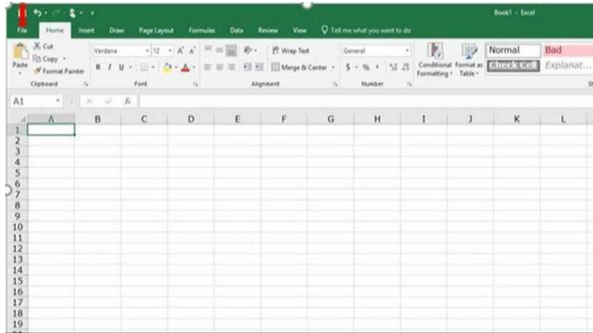 Book1 - Excel
File Home Insert Draw Page Layout Formulas Data Review View Tell me what you want to do
Cut
Copy
Format Painter
Paste
Clipboard
Verdana 12 A A
B I U A
Font
Wrap Text
Merge & Center
Alignment
General
$ % ,
Number
Conditional Formatting
Format as Table
Normal Bad
Check Cell Explanat...
A1 fx
A B C D E F G H I J K L
1
2
3
4
5
6
7
8
9
10
11
12
13
14
15
16
17
18
19